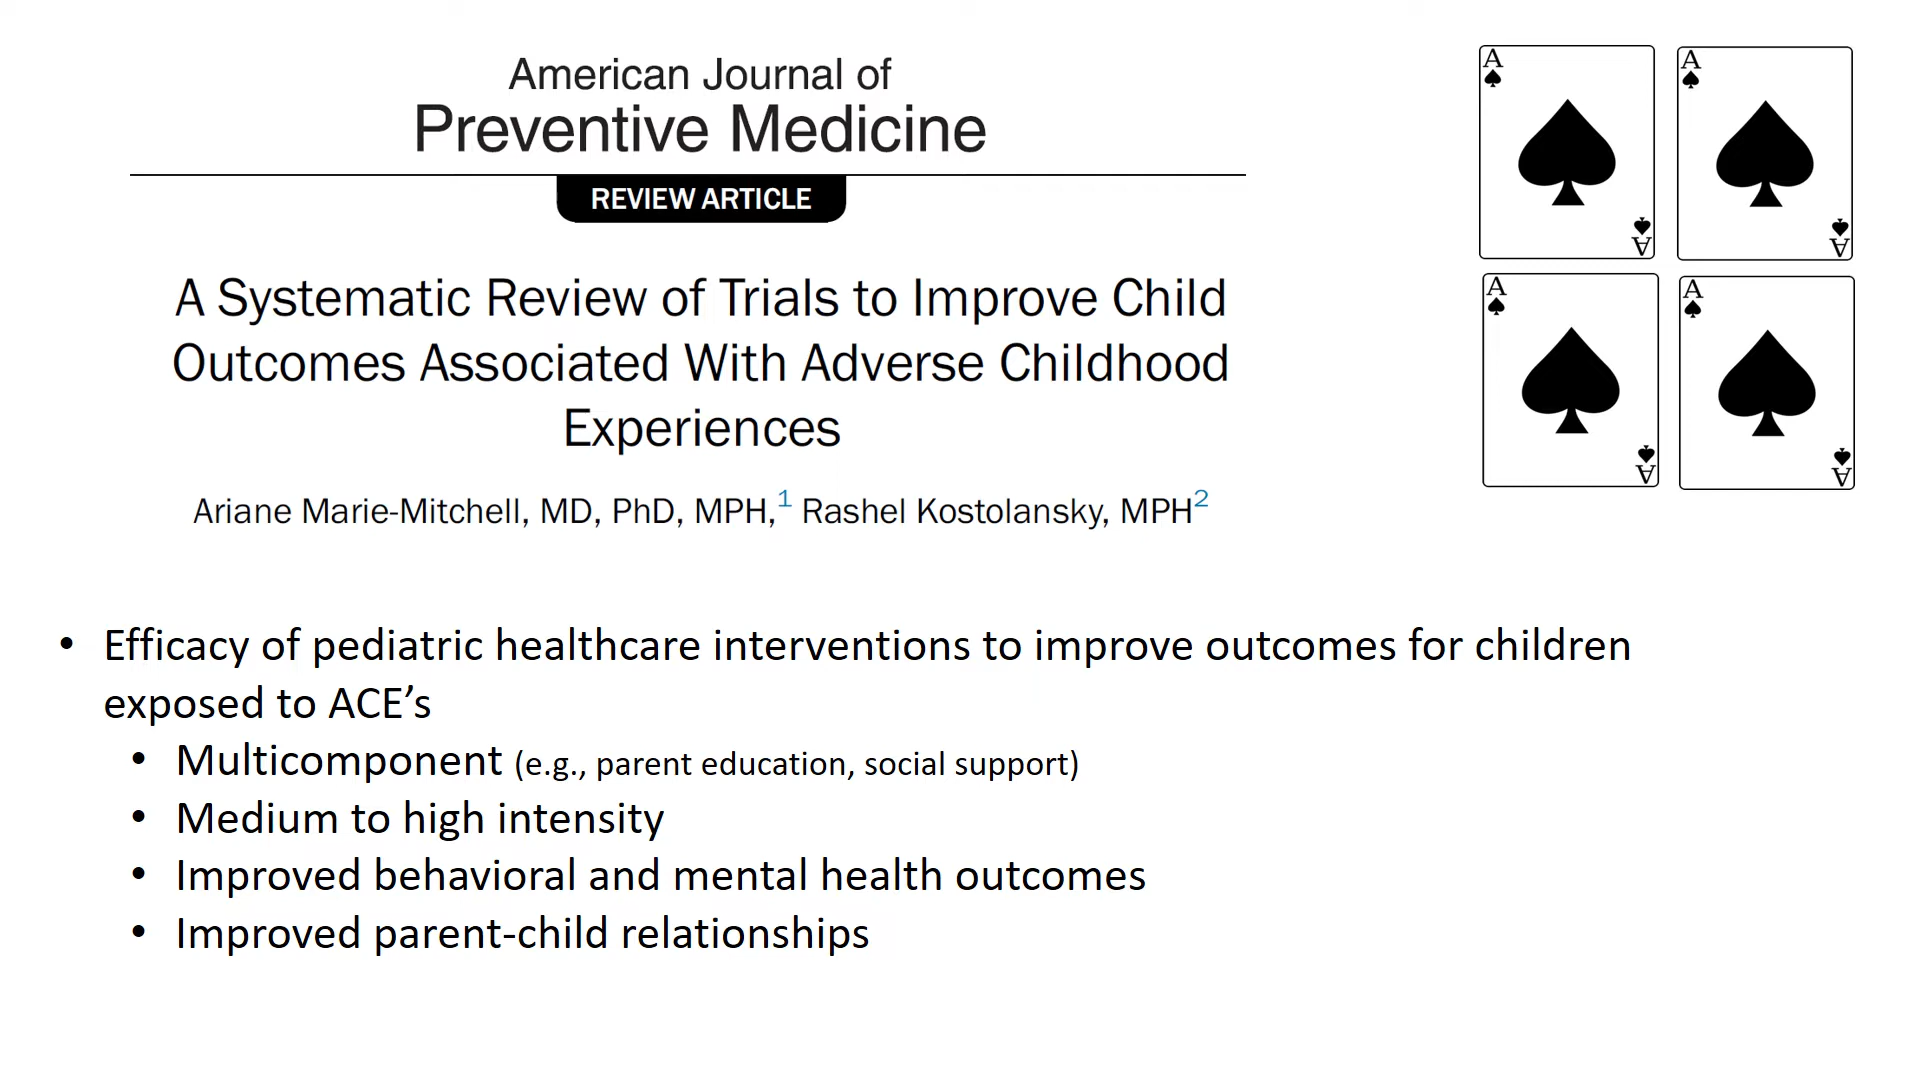 American Journal of
Preventive Medicine
REVIEW ARTICLE
A Systematic Review of Trials to Improve Child
Outcomes Associated With Adverse Childhood
Experiences
Ariane Marie-Mitchell, MD, PhD, MPH,1 Rashel Kostolansky, MPH2
A
A
A
A
A
A
A
A
• Efficacy of pediatric healthcare interventions to improve outcomes for children
exposed to ACE’s
• Multicomponent (e.g., parent education, social support)
• Medium to high intensity
• Improved behavioral and mental health outcomes
• Improved parent-child relationships